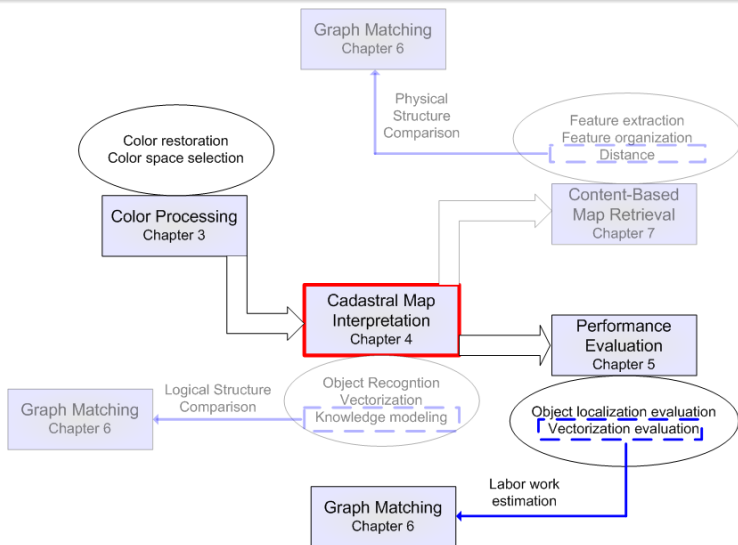 Graph Matching
Chapter 6
Physical
Structure
Comparison
Feature extraction
Feature organization
Distance
Color restoration
Color space selection
Color Processing
Chapter 3
Content-Based
Map Retrieval
Chapter 7
Cadastral Map
Interpretation
Chapter 4
Performance
Evaluation
Chapter 5
Logical Structure
Comparison
Object Recogntion
Vectorization
Knowledge modeling
Graph Matching
Chapter 6
Object localization evaluation
Vectorization evaluation
Labor work
estimation
Graph Matching
Chapter 6